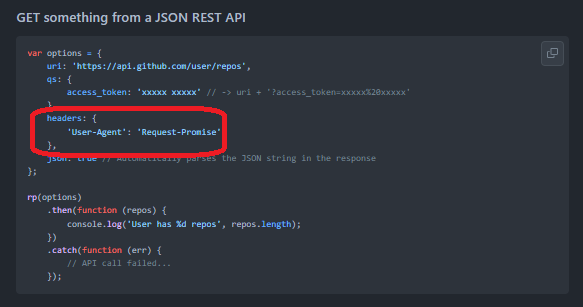 GET something from a JSON REST API
var options = {
uri: 'https://api.github.com/user/repos',
qs: {
access_token: 'xxxxx xxxxx' // -> uri + '?access_token=xxxxx%20xxxxx'
}
headers: {
'User-Agent': 'Request-Promise'
},
json: true // Automatically parses the JSON string in the response
};
rp(options)
.then(function (repos) {
console.log('User has %d repos', repos.length);
})
.catch(function (err) {
// API call failed...
});